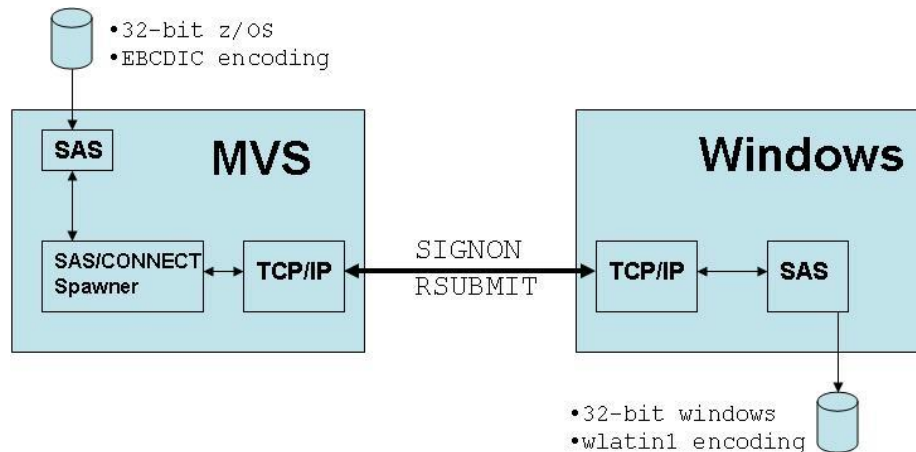 •32-bit z/OS
•EBCDIC encoding
SAS
MVS
Windows
SAS/CONNECT
Spawner
TCP/IP
SIGNON
RSUBMIT
TCP/IP
SAS
•32-bit windows
•wlatin1 encoding